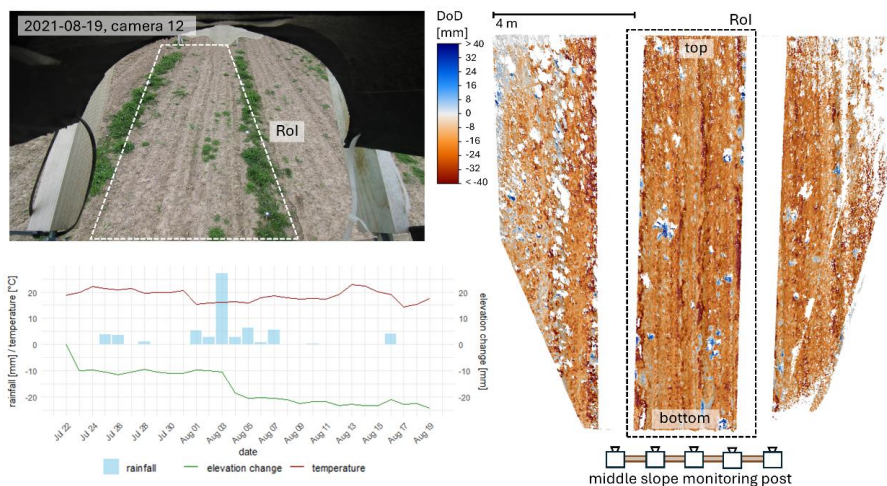 2021-08-19, camera 12
RoI
DoD
[mm]
> 40
32
24
16
8
0
-8
-16
-24
-32
< -40
4 m
RoI
top
bottom
middle slope monitoring post
rainfall [mm] /temperature [°C]
20
10
0
-10
-20
20
10
0
-10
-20
elevation change [mm]
Jul 22
Jul 24
Jul 26
Jul 28
Jul 30
Aug 01
Aug 03
Aug 05
Aug 07
Aug 09
Aug 11
Aug 13
Aug 15
Aug 17
Aug 19
date
rainfall
elevation change
temperature